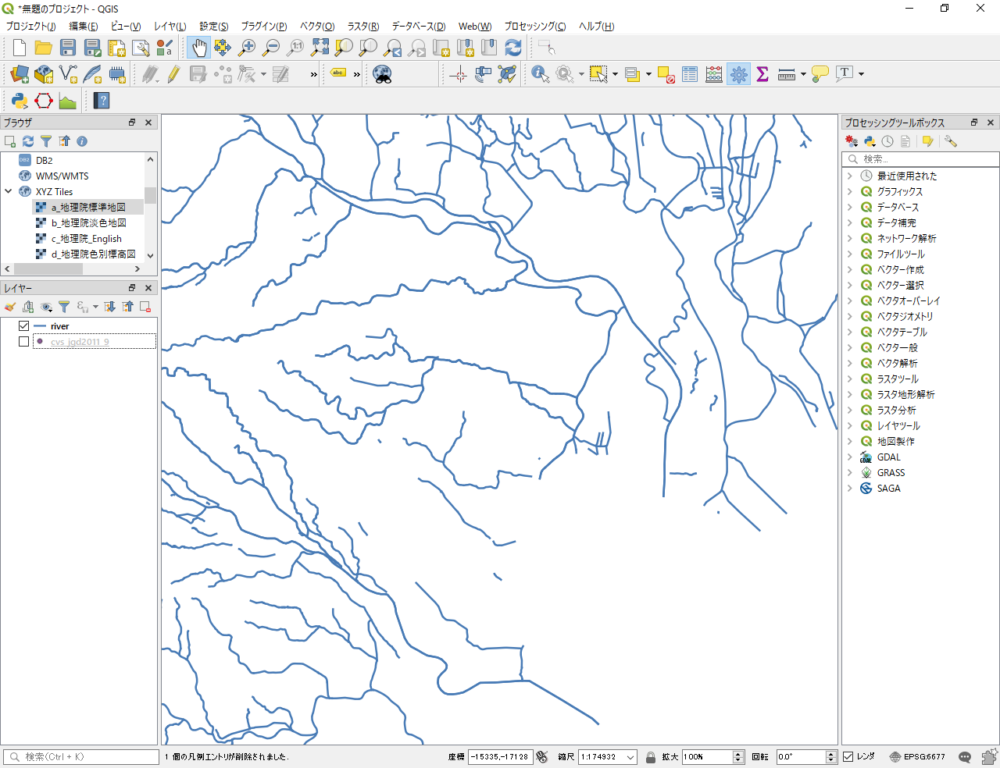 *無題のプロジェクト - QGIS
プロジェクト(J) 編集(E) ビュー(V) レイヤ(L) 設定(S) プラグイン(P) ベクタ(O) ラスタ(R) データベース(D) Web(W) プロセッシング(C) ヘルプ(H)
ブラウザ
DB2 DB2
WMS/WMTS
XYZ Tiles
a_地理院標準地図
b_地理院淡色地図
c_地理院_English
d_地理院色別標高図
レイヤー
river
cvs_jgd2011_9
プロセッシングツールボックス
検索...
最近使用された
グラフィックス
データベース
データ補完
ネットワーク解析
ファイルツール
ベクター作成
ベクター選択
ベクタオーバーレイ
ベクタジオメトリ
ベクタテーブル
ベクタ一般
ベクタ解析
ラスタツール
ラスタ地形解析
ラスタ分析
レイヤツール
地図製作
GDAL
GRASS
SAGA
検索(Ctrl + K) 1 個の凡例エントリが削除されました. 座標 -15335,-17128 縮尺 1:174932 拡大 100% 回転 0.0° レンダ EPSG:6677